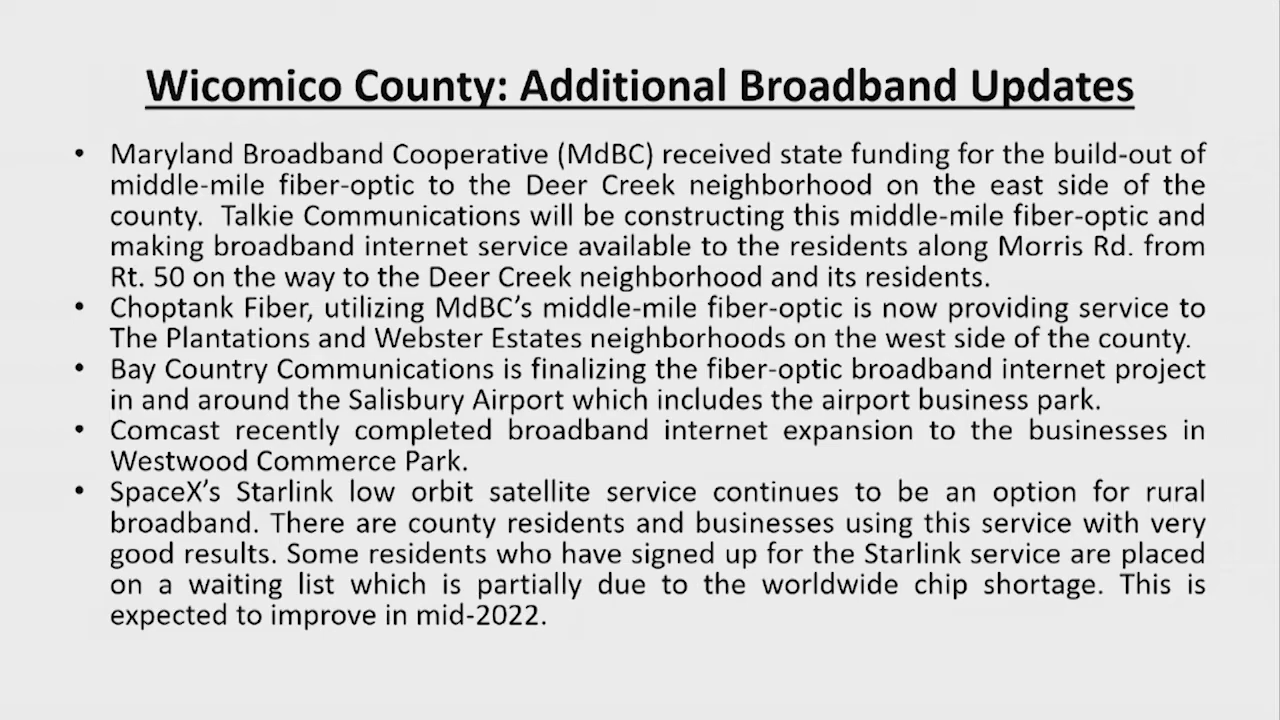 Wicomico County: Additional Broadband Updates
• Maryland Broadband Cooperative (MdBC) received state funding for the build-out of
middle-mile fiber-optic to the Deer Creek neighborhood on the east side of the
county.  Talkie Communications will be constructing this middle-mile fiber-optic and
making broadband internet service available to the residents along Morris Rd. from
Rt. 50 on the way to the Deer Creek neighborhood and its residents.
• Choptank Fiber, utilizing MdBC’s middle-mile fiber-optic is now providing service to
The Plantations and Webster Estates neighborhoods on the west side of the county.
• Bay Country Communications is finalizing the fiber-optic broadband internet project
in and around the Salisbury Airport which includes the airport business park.
• Comcast recently completed broadband internet expansion to the businesses in
Westwood Commerce Park.
• SpaceX’s Starlink low orbit satellite service continues to be an option for rural
broadband. There are county residents and businesses using this service with very
good results. Some residents who have signed up for the Starlink service are placed
on a waiting list which is partially due to the worldwide chip shortage. This is
expected to improve in mid-2022.